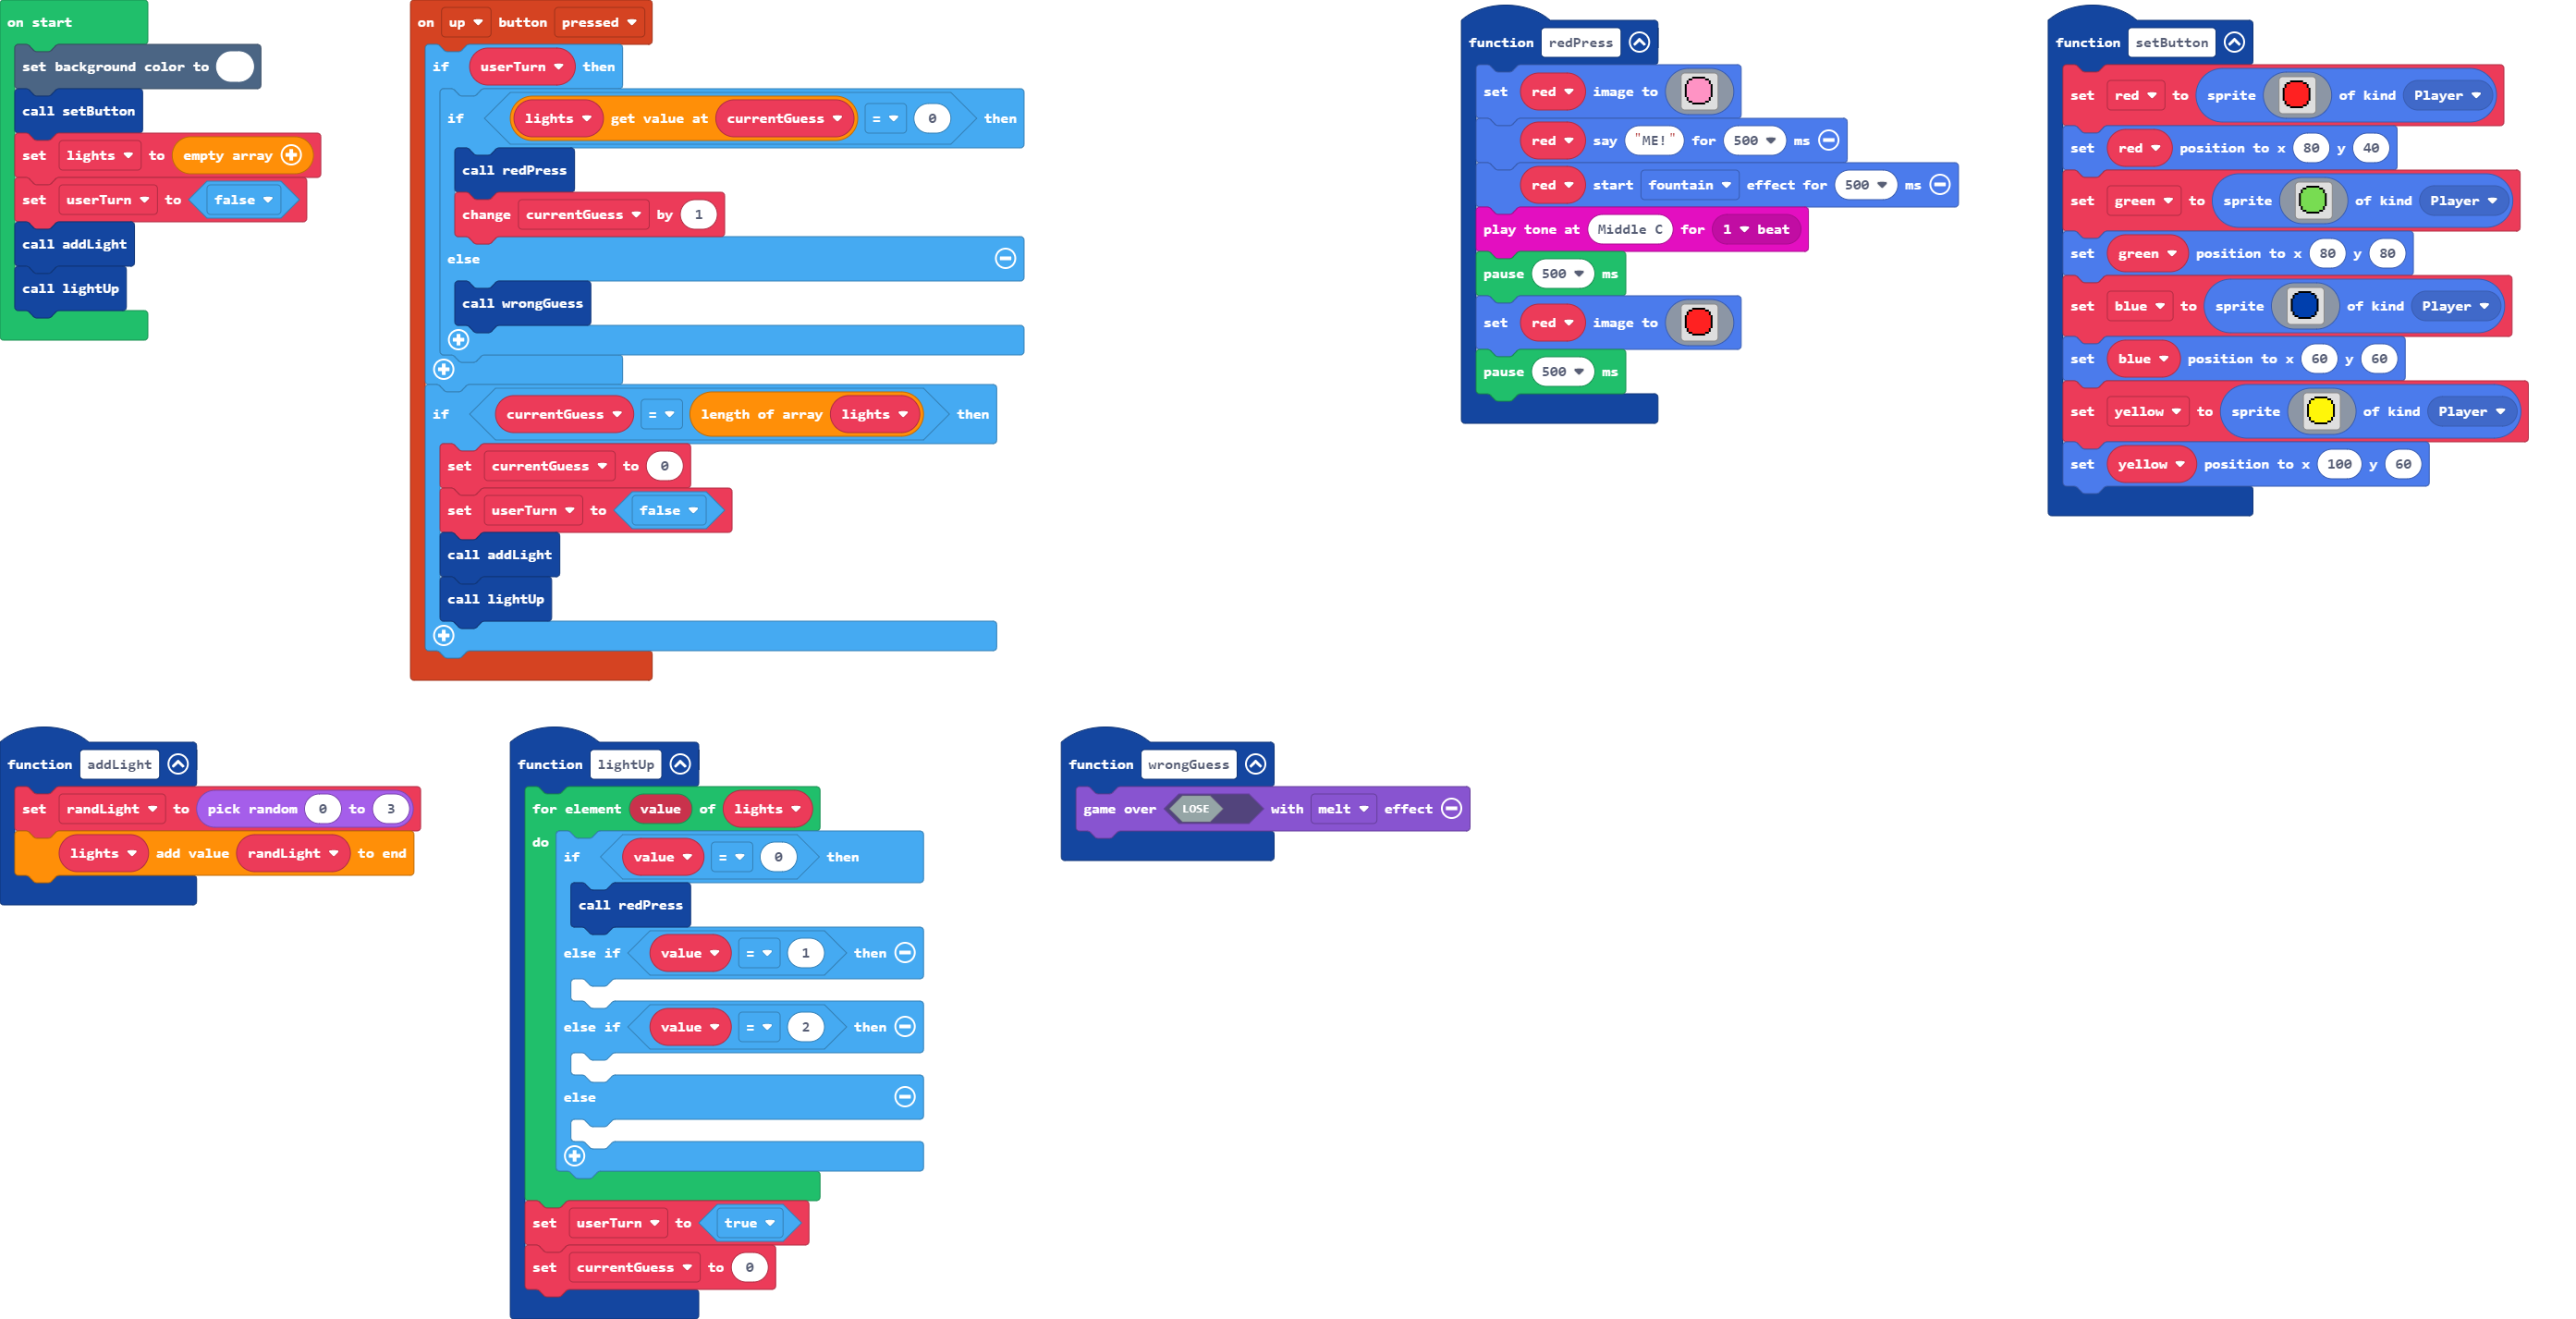 on start
set background color to
call setButton
set lights to empty array
set userTurn to false
call addLight
call lightUp
on up button pressed
if userTurn then
if lights get value at currentGuess = 0 then
call redPress
change currentGuess by 1
else
call wrongGuess
if currentGuess = length of array lights then
set currentGuess to 0
set userTurn to false
call addLight
call lightUp
function redPress
set red image to
red say "ME!" for 500 ms
red start fountain effect for 500 ms
play tone at Middle C for 1 beat
pause 500 ms
set red image to
pause 500 ms
function setButton
set red to sprite of kind Player
set red position to x 80 y 40
set green to sprite of kind Player
set green position to x 80 y 80
set blue to sprite of kind Player
set blue position to x 60 y 60
set yellow to sprite of kind Player
set yellow position to x 100 y 60
function addLight
set randLight to pick random 0 to 3
lights add value randLight to end
function lightUp
for element value of lights
do
if value = 0 then
call redPress
else if value = 1 then
else if value = 2 then
else
set userTurn to true
set currentGuess to 0
function wrongGuess
game over LOSE with melt effect